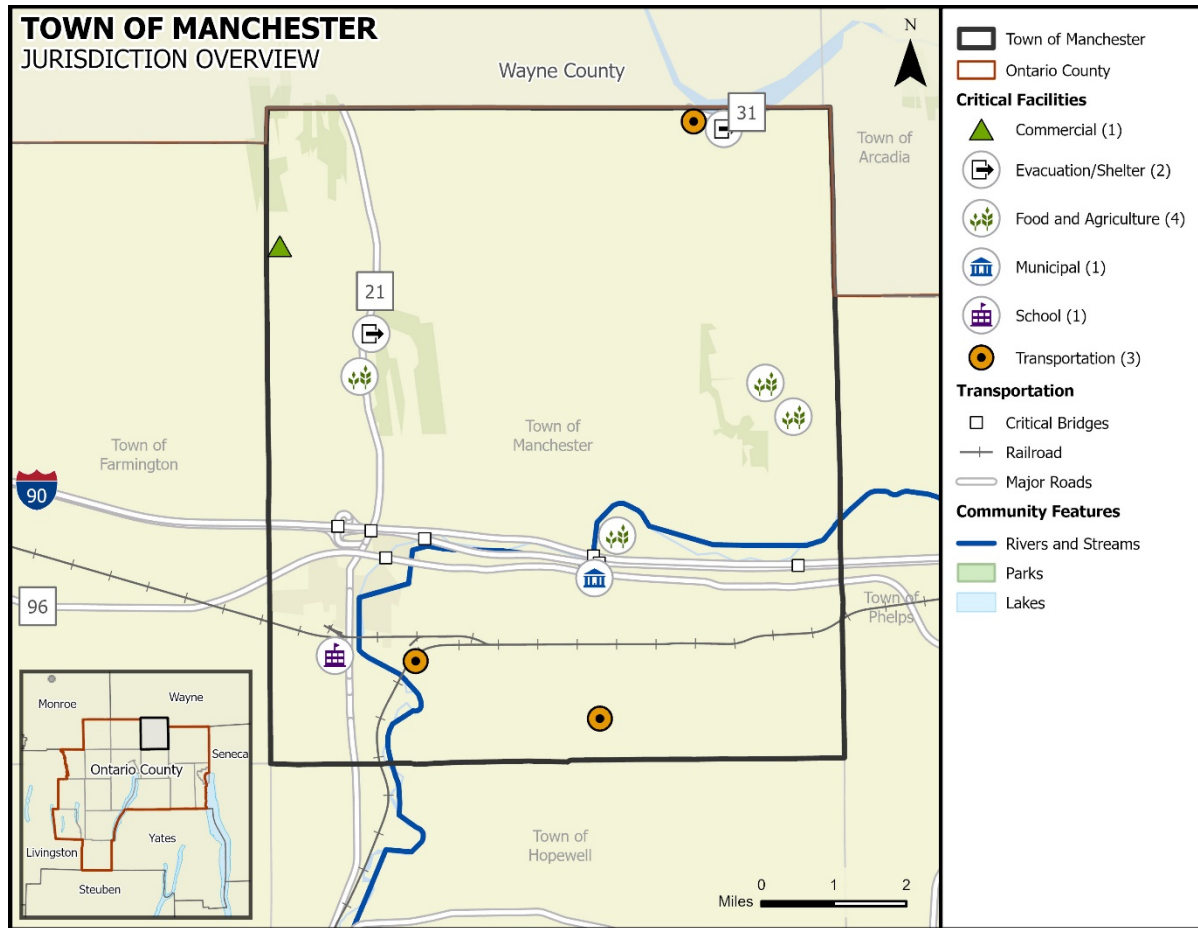 TOWN OF MANCHESTER
JURISDICTION OVERVIEW
Wayne County
N
31
Town of
Arcadia
21
Town of
Farmington
Town of
Manchester
90
96
Town of
Phelps
Town of
Hopewell
Monroe
Wayne
Seneca
Ontario County
Yates
Livingston
Steuben
0 1 2
Miles
Town of Manchester
Ontario County
Critical Facilities
Commercial (1)
Evacuation/Shelter (2)
Food and Agriculture (4)
Municipal (1)
School (1)
Transportation (3)
Transportation
Critical Bridges
Railroad
Major Roads
Community Features
Rivers and Streams
Parks
Lakes